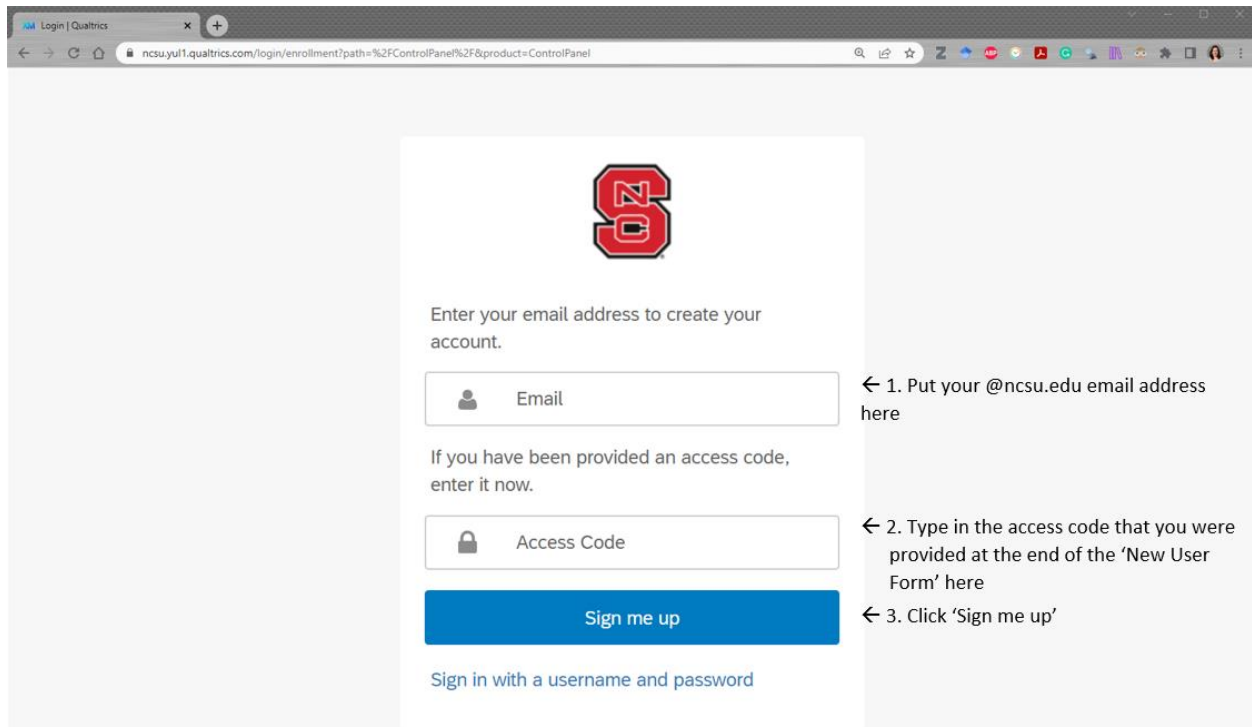 XM Login | Qualtrics
ncsu.yul1.qualtrics.com/login/enrollment?path=%2FControlPanel%2F&product=ControlPanel
NC
S
Enter your email address to create your
account.
Email
← 1. Put your @ncsu.edu email address
here
If you have been provided an access code,
enter it now.
Access Code
← 2. Type in the access code that you were
provided at the end of the ‘New User
Form’ here
Sign me up
← 3. Click ‘Sign me up’
Sign in with a username and password